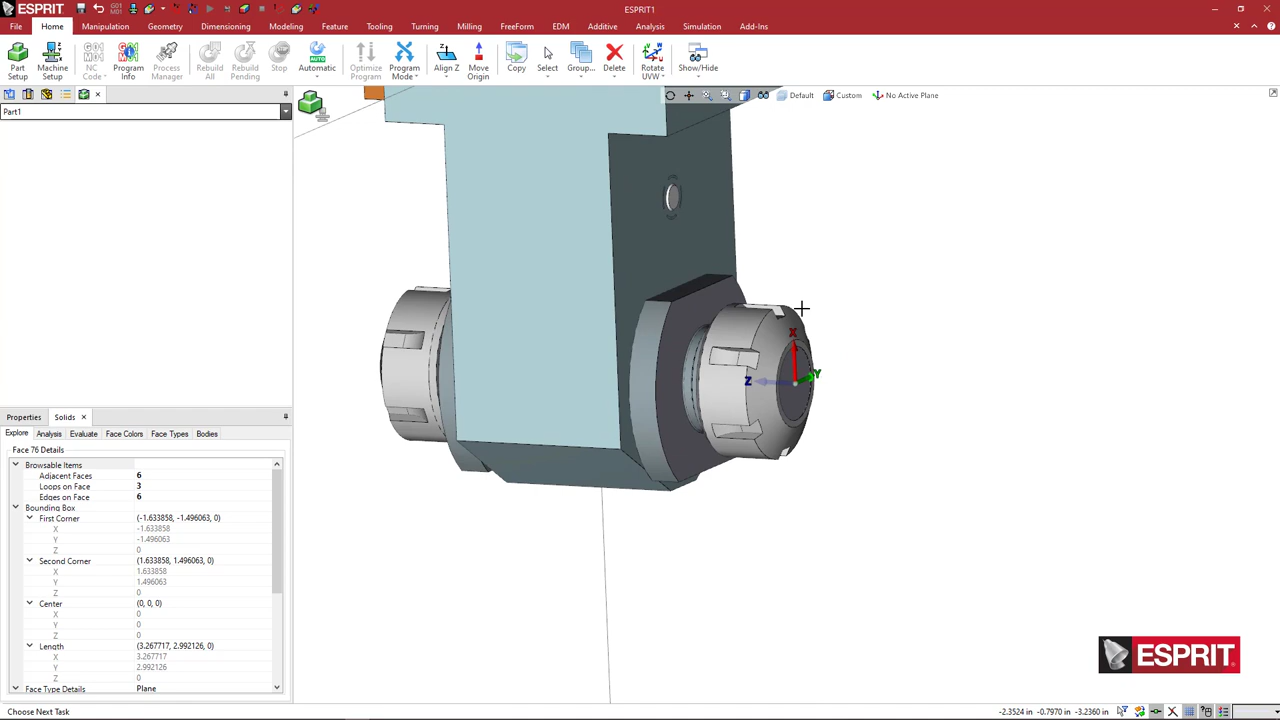 ESPRIT
ESPRIT1
File Home Manipulation Geometry Dimensioning Modeling Feature Tooling Turning Milling FreeForm EDM Additive Analysis Simulation Add-Ins
Part Setup
Machine Setup
NC Code
Program Info
Process Manager
Rebuild All
Rebuild Pending
Stop
Automatic
Optimize Program
Program Mode
Align Z
Move Origin
Copy
Select
Group...
Delete
Rotate UVW
Show/Hide
Default Custom No Active Plane
Part1
X
Y
Z
Properties Solids
Explore Analysis Evaluate Face Colors Face Types Bodies
Face 76 Details
Browsable Items
Adjacent Faces 6
Loops on Face 3
Edges on Face 6
Bounding Box
First Corner (-1.633858, -1.496063, 0)
X -1.633858
Y -1.496063
Z 0
Second Corner (1.633858, 1.496063, 0)
X 1.633858
Y 1.496063
Z 0
Center (0, 0, 0)
X 0
Y 0
Z 0
Length (3.267717, 2.992126, 0)
X 3.267717
Y 2.992126
Z 0
Face Type Details Plane
ESPRIT
Choose Next Task
-2.3524 in -0.7970 in -3.2360 in